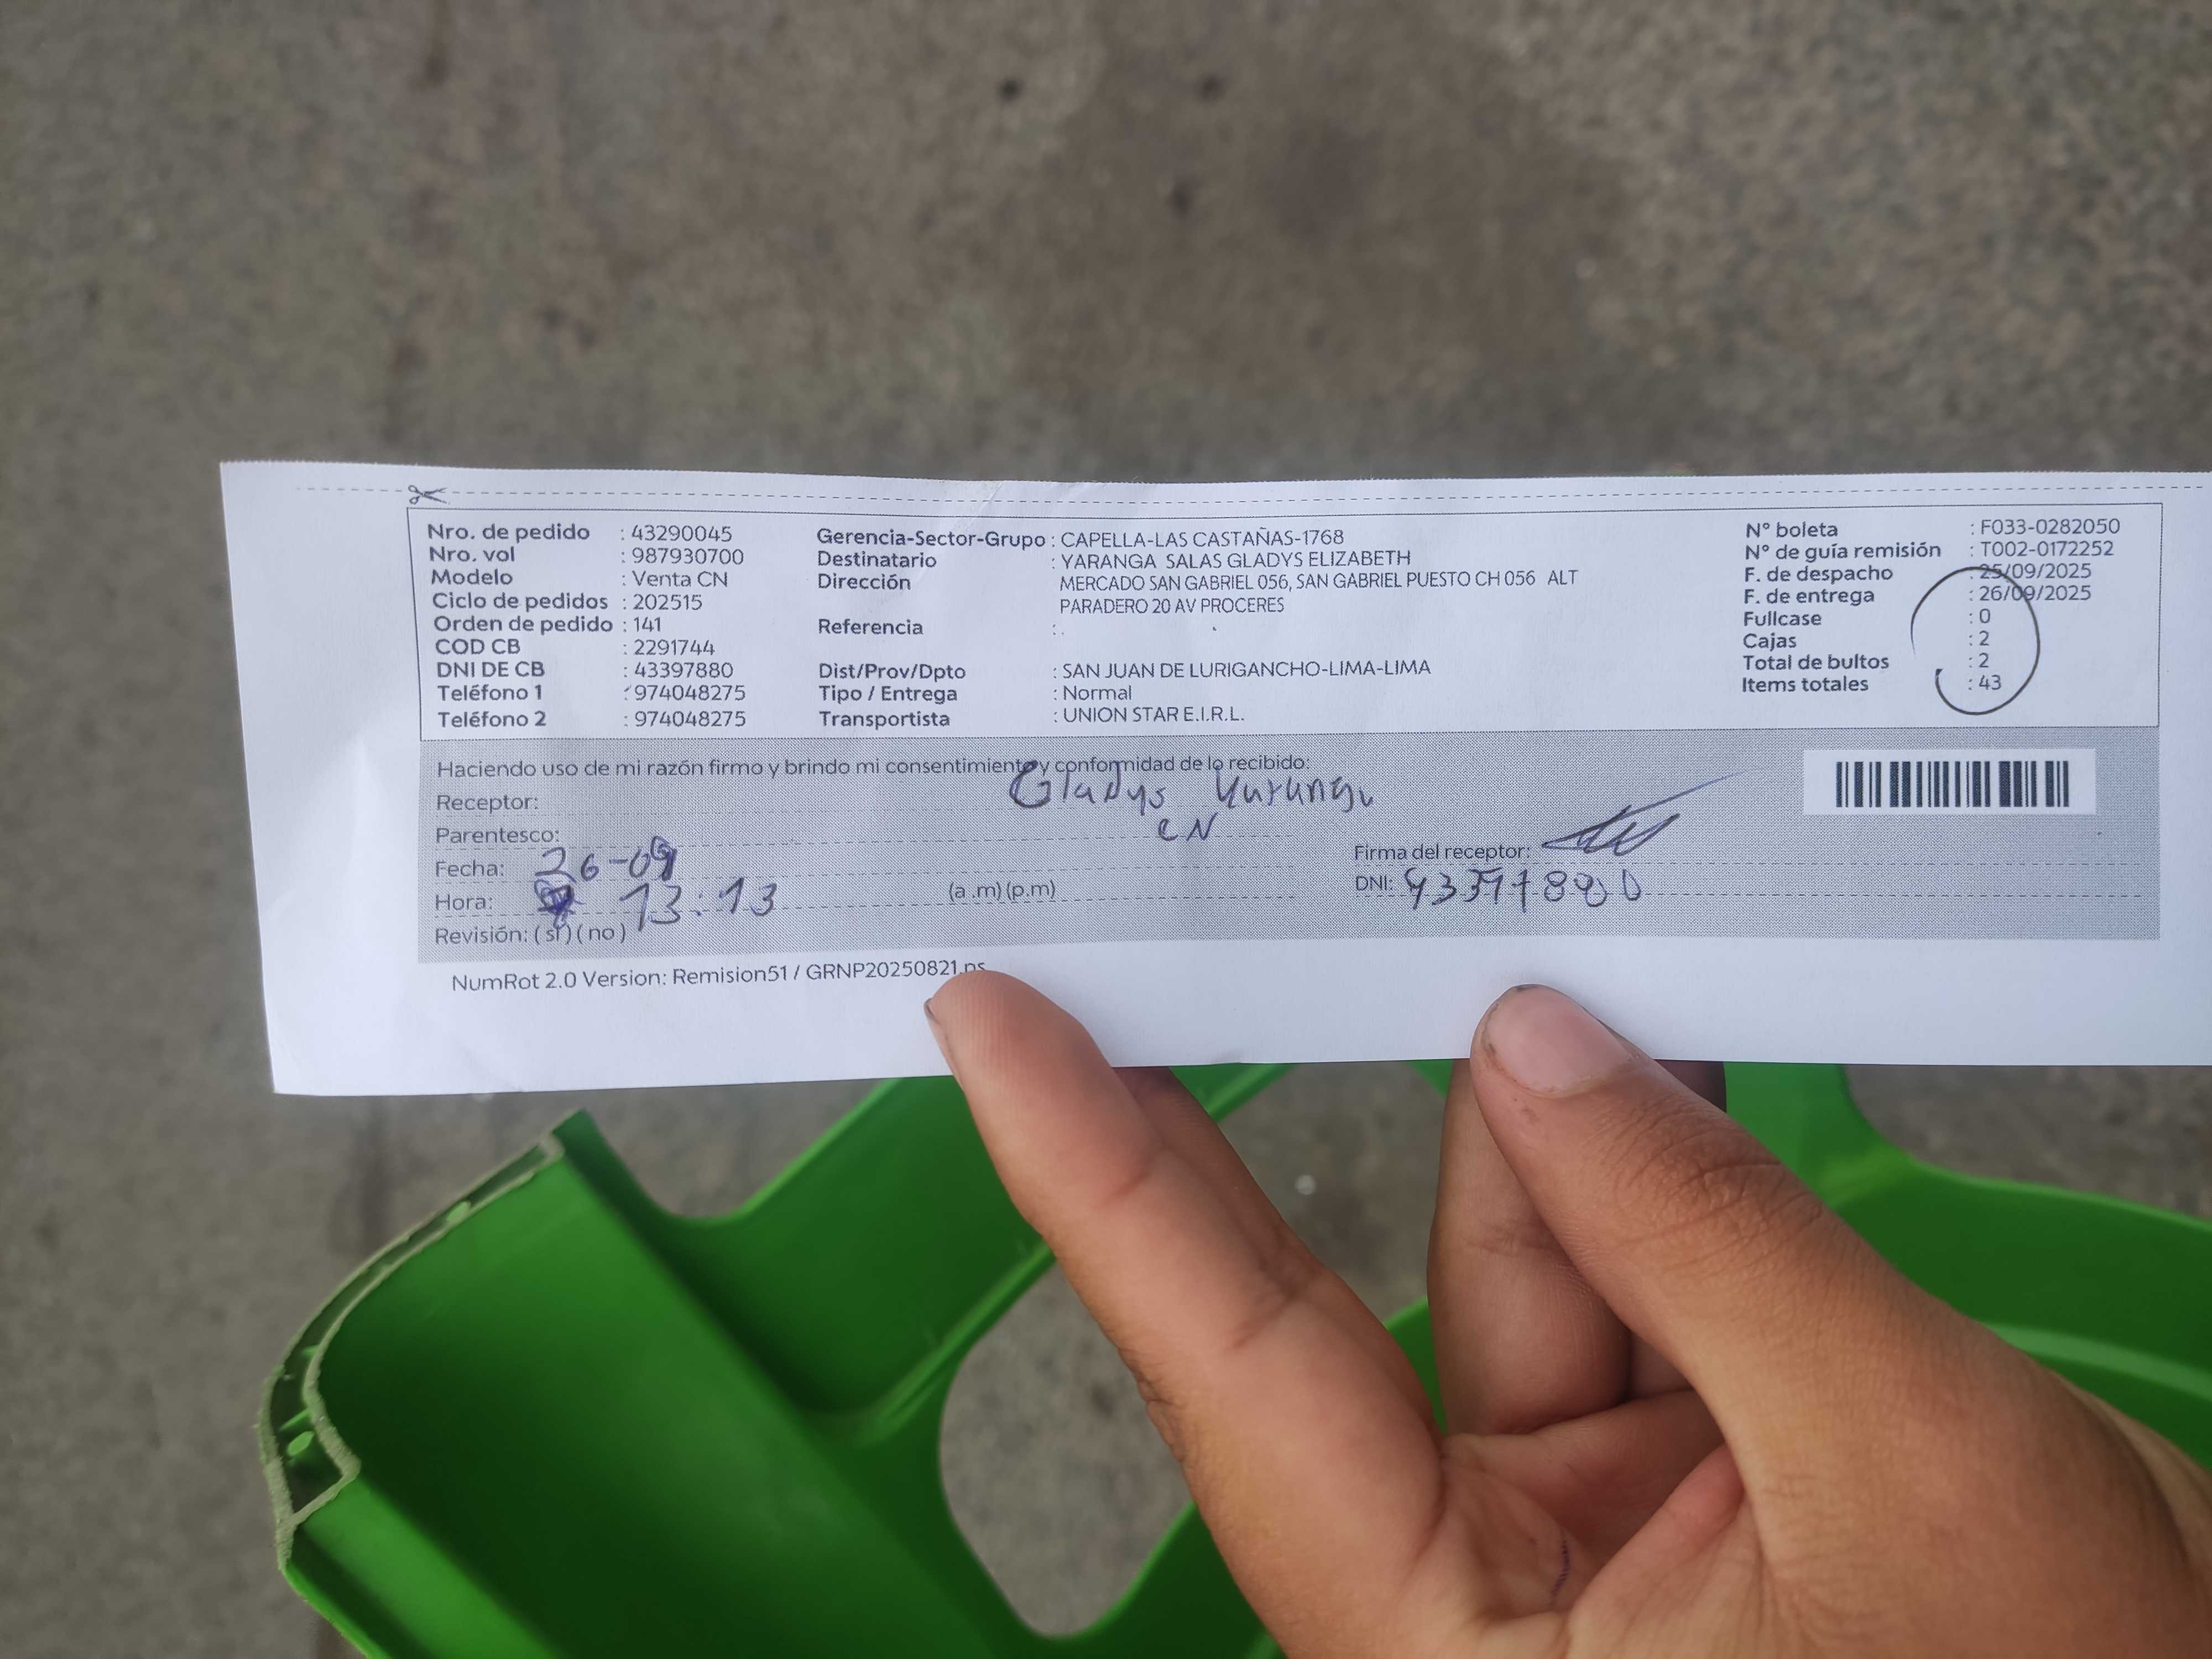 Nro. de pedido : 43290045
Nro. vol : 987930700
Modelo : Venta CN
Ciclo de pedidos : 202515
Orden de pedido : 141
COD CB : 2291744
DNI DE CB : 43397880
Teléfono 1 : 974048275
Teléfono 2 : 974048275
Gerencia-Sector-Grupo : CAPELLA-LAS CASTAÑAS-1768
Destinatario : YARANGA SALAS GLADYS ELIZABETH
Dirección MERCADO SAN GABRIEL 056, SAN GABRIEL PUESTO CH 056 ALT
PARADERO 20 AV PROCERES
Referencia : .
Dist/Prov/Dpto : SAN JUAN DE LURIGANCHO-LIMA-LIMA
Tipo / Entrega : Normal
Transportista : UNION STAR E.I.R.L.
N° boleta : F033-0282050
N° de guía remisión : T002-0172252
F. de despacho : 25/09/2025
F. de entrega : 26/09/2025
Fullcase : 0
Cajas : 2
Total de bultos : 2
Items totales : 43
Haciendo uso de mi razón firmo y brindo mi consentimiento y conformidad de lo recibido:
Receptor: Gladys Yaranga
Parentesco: CN
Fecha: 26-09
Hora: 13:13 (a .m) (p.m)
Revisión: ( si ) ( no )
Firma del receptor:
DNI: 43397880
NumRot 2.0 Version: Remision51 / GRNP20250821.ps